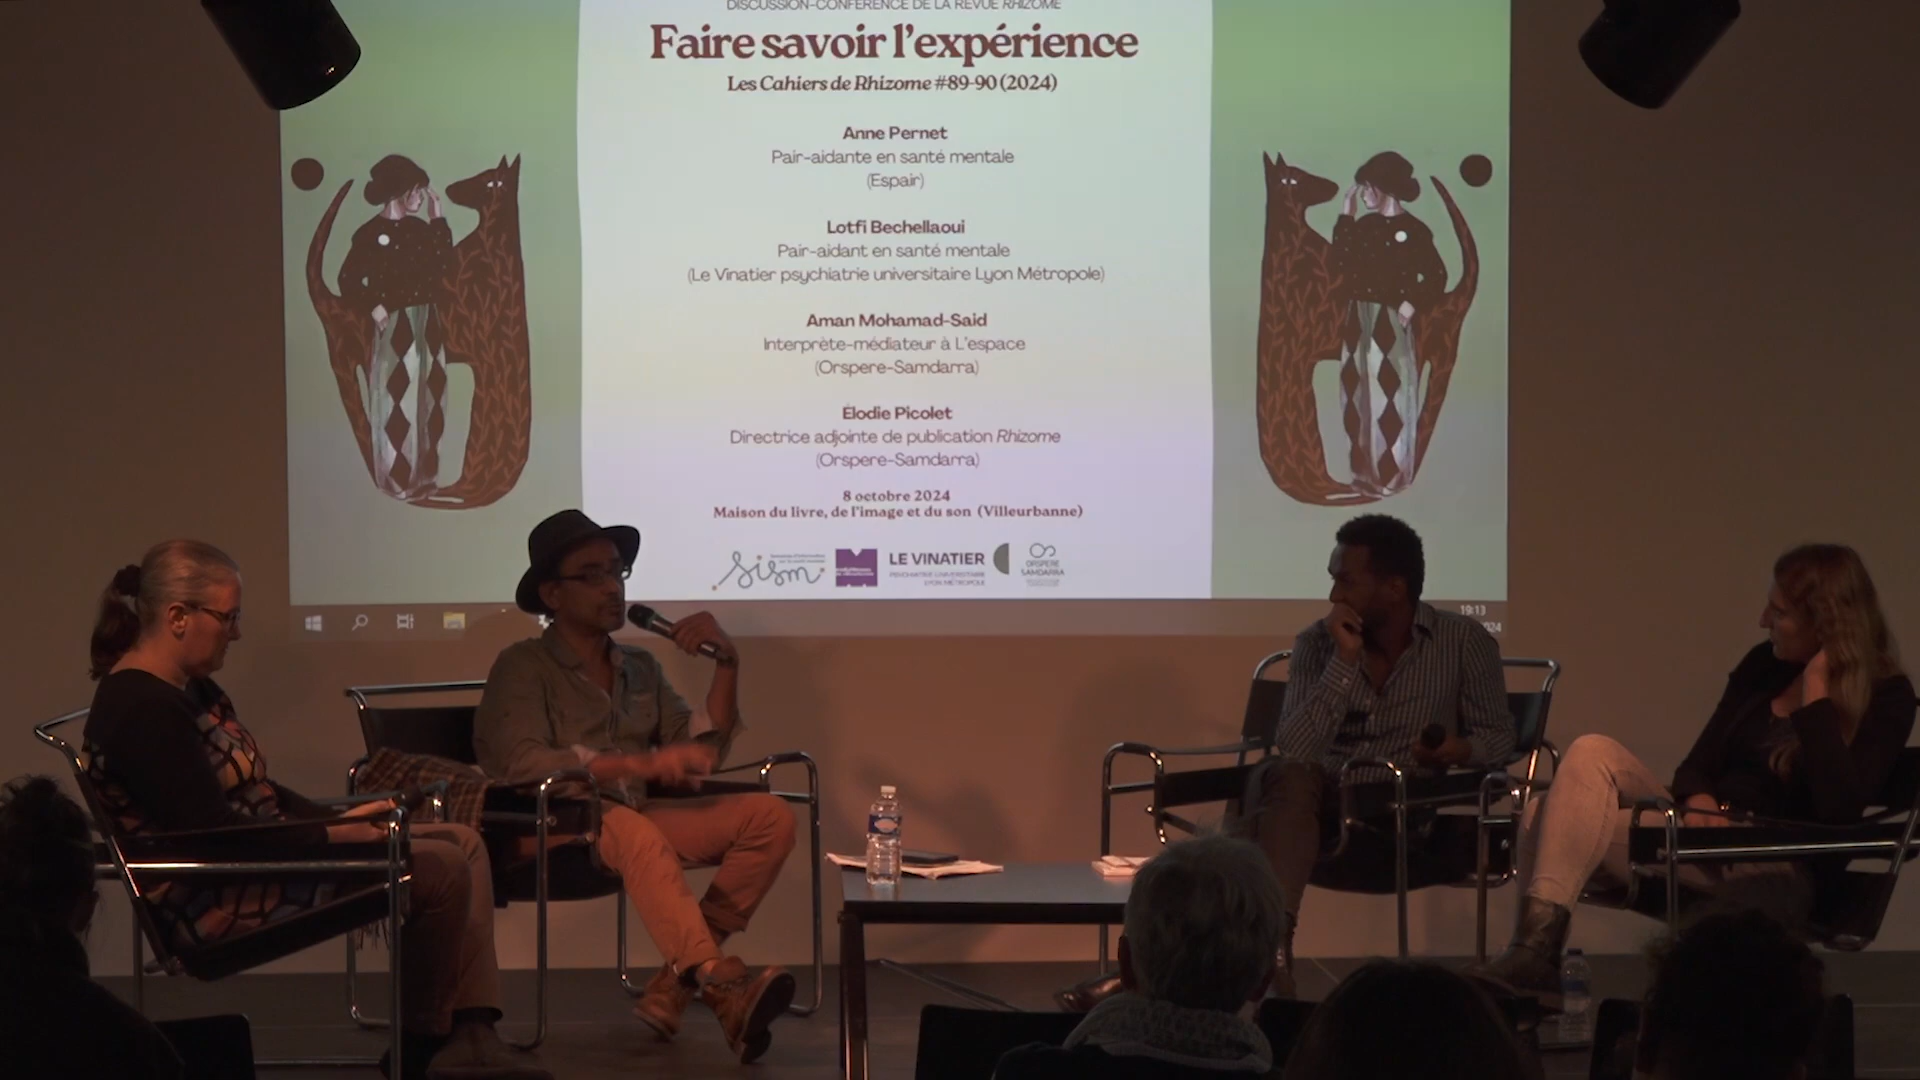 DISCUSSION-CONFÉRENCE DE LA REVUE RHIZOME
Faire savoir l'expérience
Les Cahiers de Rhizome #89-90 (2024)
Anne Pernet
Pair-aidante en santé mentale
(Espair)
Lotfi Bechellaoui
Pair-aidant en santé mentale
(Le Vinatier psychiatrie universitaire Lyon Métropole)
Aman Mohamad-Said
Interprète-médiateur à L'espace
(Orspere-Samdarra)
Élodie Picolet
Directrice adjointe de publication Rhizome
(Orspere-Samdarra)
8 octobre 2024
Maison du livre, de l'image et du son (Villeurbanne)
Sism
LE VINATIER
PSYCHIATRIE UNIVERSITAIRE
LYON MÉTROPOLE
ORSPERE
SAMDARRA
19:13